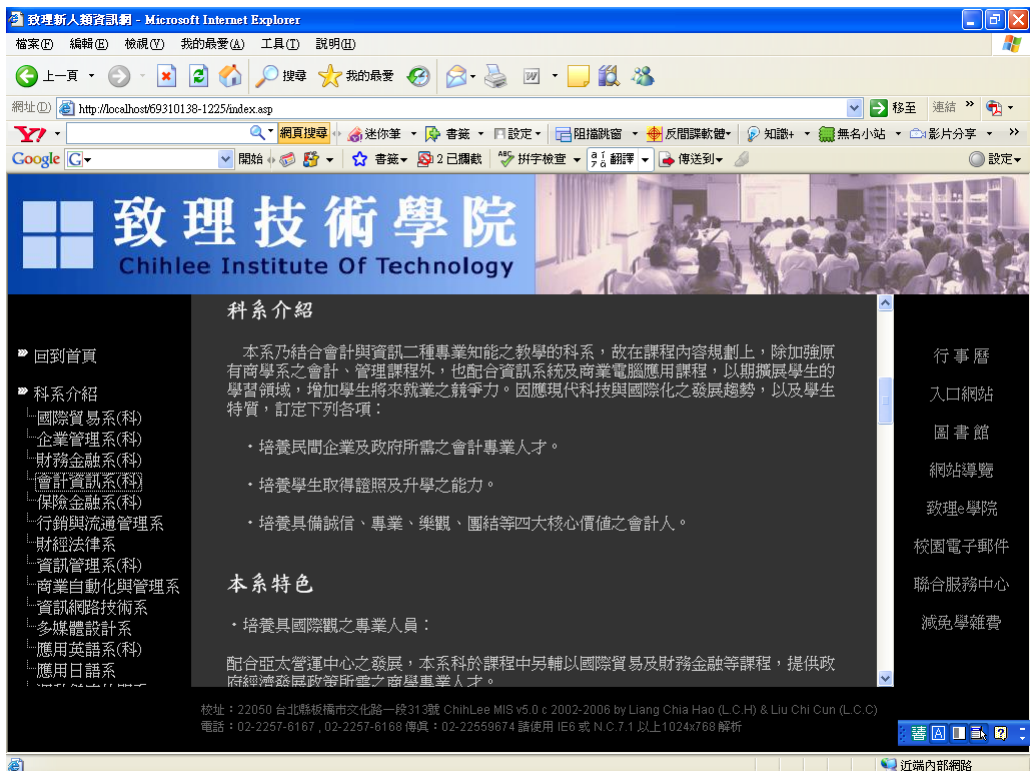 致理新人類資訊網 - Microsoft Internet Explorer
檔案(F) 編輯(E) 檢視(V) 我的最愛(A) 工具(T) 說明(H)
上一頁 搜尋 我的最愛
網址(D) http://localhost/69310138-1225/index.asp 移至 連結 »
Y! 網頁搜尋 迷你筆 書籤 設定 阻擋跳窗 反間諜軟體 知識+ 無名小站 影片分享 »
Google G 開始 書籤 2 已攔截 拼字檢查 翻譯 傳送到 設定
致理技術學院
Chihlee Institute Of Technology
回到首頁
科系介紹
國際貿易系(科)
企業管理系(科)
財務金融系(科)
會計資訊系(科)
保險金融系(科)
行銷與流通管理系
財經法律系
資訊管理系(科)
商業自動化與管理系
資訊網路技術系
多媒體設計系
應用英語系(科)
應用日語系
科系介紹
本系乃結合會計與資訊二種專業知能之教學的科系，故在課程內容規劃上，除加強原
有商學系之會計、管理課程外，也配合資訊系統及商業電腦應用課程，以期擴展學生的
學習領域，增加學生將來就業之競爭力。因應現代科技與國際化之發展趨勢，以及學生
特質，訂定下列各項：
・培養民間企業及政府所需之會計專業人才。
・培養學生取得證照及升學之能力。
・培養具備誠信、專業、樂觀、團結等四大核心價值之會計人。
本系特色
・培養具國際觀之專業人員：
配合亞太營運中心之發展，本系科於課程中另輔以國際貿易及財務金融等課程，提供政
府經濟發展政策所需之商學專業人才。
行事曆
入口網站
圖書館
網站導覽
致理e學院
校園電子郵件
聯合服務中心
減免學雜費
校址：22050 台北縣板橋市文化路一段313號 ChihLee MIS v5.0 c 2002-2006 by Liang Chia Hao (L.C.H) & Liu Chi Cun (L.C.C)
電話：02-2257-6167 , 02-2257-6168 傳真：02-22559674 請使用 IE6 或 N.C.7.1 以上1024x768 解析
近端內部網路